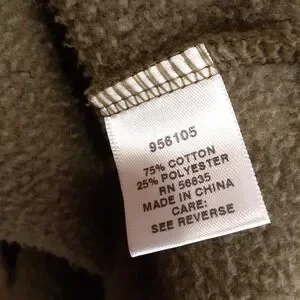 956105
75% COTTON
25% POLYESTER
RN 56835
MADE IN CHINA
CARE:
SEE REVERSE